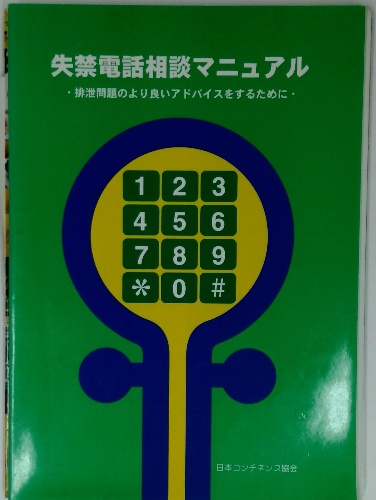 失禁電話相談マニュアル
・排泄問題のより良いアドバイスをするために・
1 2 3
4 5 6
7 8 9
* 0 #
日本コンチネンス協会